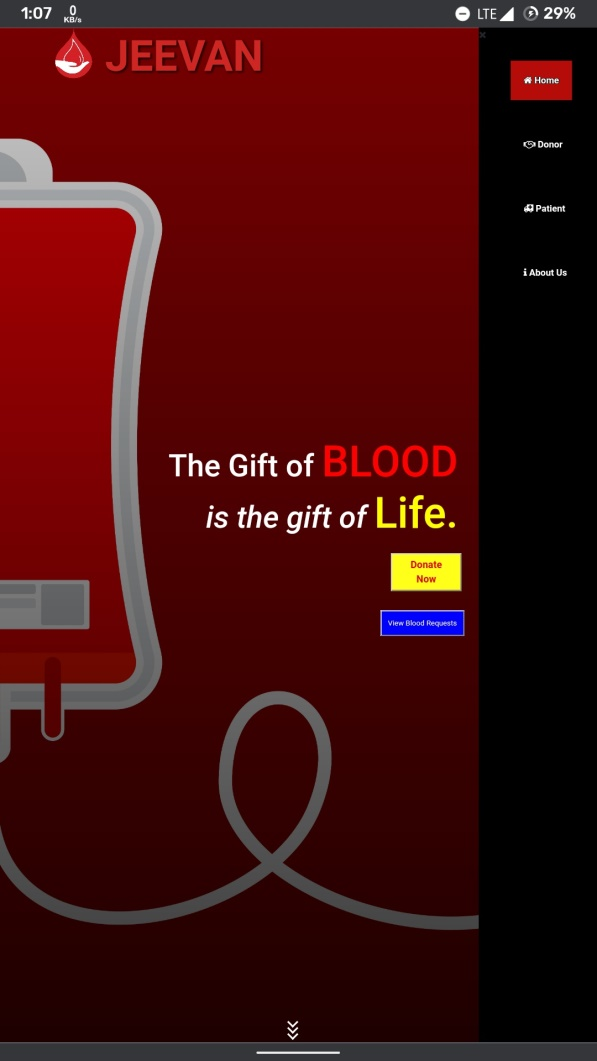 1:07 0 KB/s LTE 29%
JEEVAN
×
Home
Donor
Patient
About Us
The Gift of BLOOD
is the gift of Life.
Donate
Now
View Blood Requests